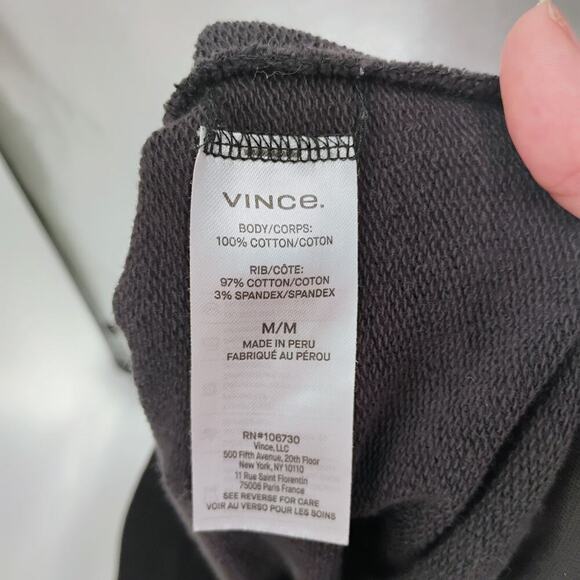 VINCE.
BODY/CORPS:
100% COTTON/COTON
RIB/CÔTE:
97% COTTON/COTON
3% SPANDEX/SPANDEX
M/M
MADE IN PERU
FABRIQUÉ AU PÉROU
RN#106730
Vince, LLC
500 Fifth Avenue, 20th Floor
New York, NY 10110
11 Rue Saint Florentin
75008 Paris France
SEE REVERSE FOR CARE
VOIR AU VERSO POUR LES SOINS